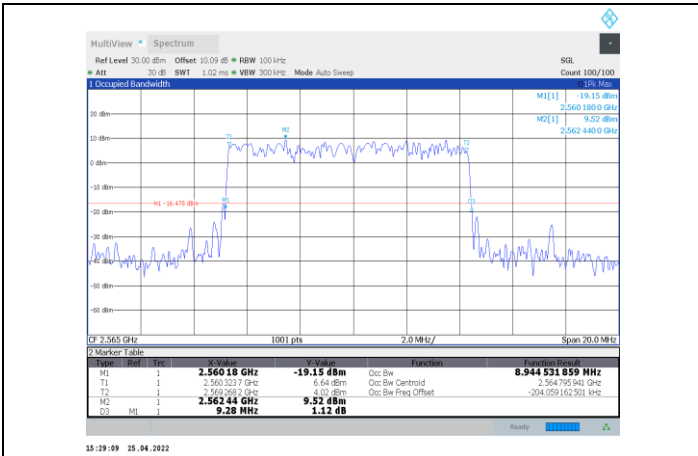 MultiView Spectrum
Ref Level 30.00 dBm Offset 10.09 dB RBW 100 kHz SGL
Att 30 dB SWT 1.02 ms VBW 300 kHz Mode Auto Sweep Count 100/100
1 Occupied Bandwidth 1Pk Max
M1[1] -19.15 dBm
2.560 180 0 GHz
M2[1] 9.52 dBm
2.562 440 0 GHz
20 dBm
M2
10 dBm
T1 T2
0 dBm
-10 dBm
H1 -16.478 dBm M1 D3
-20 dBm
-30 dBm
-40 dBm
-50 dBm
-60 dBm
CF 2.565 GHz 1001 pts 2.0 MHz/ Span 20.0 MHz
2 Marker Table
Type Ref Trc X-Value Y-Value Function Function Result
M1 1 2.560 18 GHz -19.15 dBm Occ Bw 8.944 531 859 MHz
T1 1 2.560 323 7 GHz 6.64 dBm Occ Bw Centroid 2.564 795 941 GHz
T2 1 2.569 268 2 GHz 4.02 dBm Occ Bw Freq Offset -204.059 162 501 kHz
M2 1 2.562 44 GHz 9.52 dBm
D3 M1 1 9.28 MHz 1.12 dB
Ready
15:29:09 25.04.2022